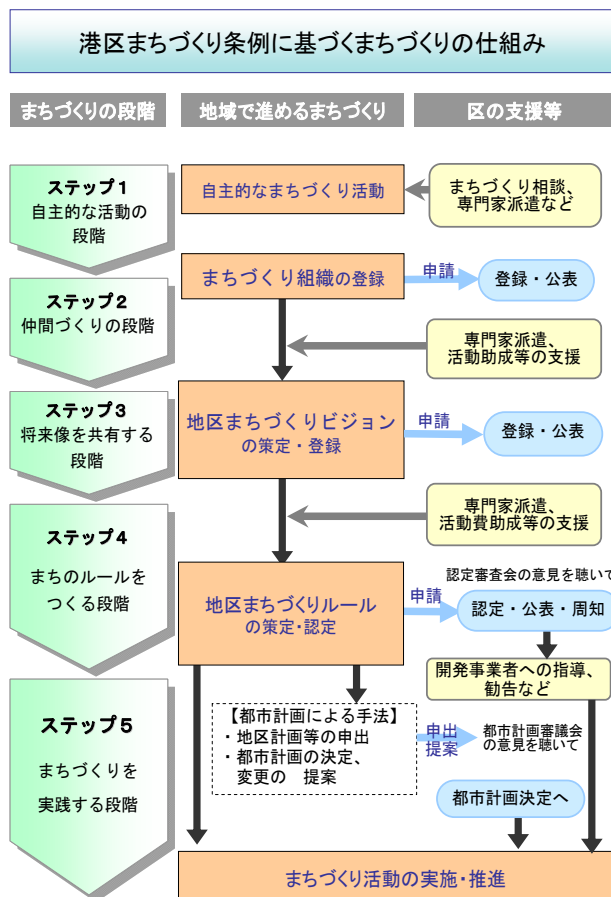 港区まちづくり条例に基づくまちづくりの仕組み
まちづくりの段階
地域で進めるまちづくり
区の支援等
ステップ1
自主的な活動の
段階
自主的なまちづくり活動
まちづくり相談、
専門家派遣など
ステップ2
仲間づくりの段階
まちづくり組織の登録
申請
登録・公表
専門家派遣、
活動助成等の支援
ステップ3
将来像を共有する
段階
地区まちづくりビジョン
の策定・登録
申請
登録・公表
専門家派遣、
活動費助成等の支援
ステップ4
まちのルールを
つくる段階
地区まちづくりルール
の策定・認定
申請
認定審査会の意見を聴いて
認定・公表・周知
開発事業者への指導、
勧告など
ステップ5
まちづくりを
実践する段階
【都市計画による手法】
・地区計画等の申出
・都市計画の決定、
変更の 提案
申出
提案
都市計画審議会
の意見を聴いて
都市計画決定へ
まちづくり活動の実施・推進